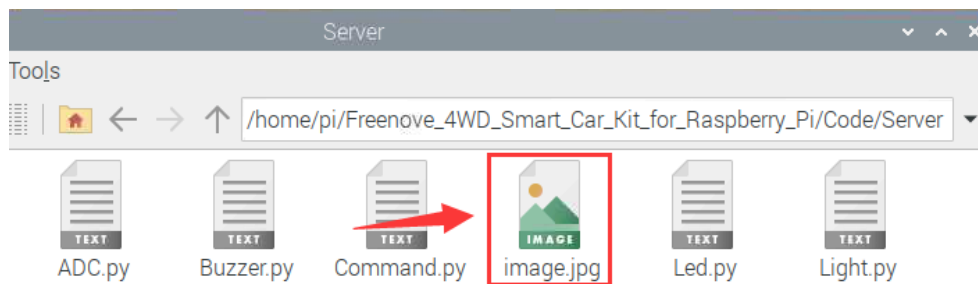 Server
Tools
/home/pi/Freenove_4WD_Smart_Car_Kit_for_Raspberry_Pi/Code/Server
TEXT TEXT TEXT IMAGE TEXT TEXT
ADC.py Buzzer.py Command.py image.jpg Led.py Light.py